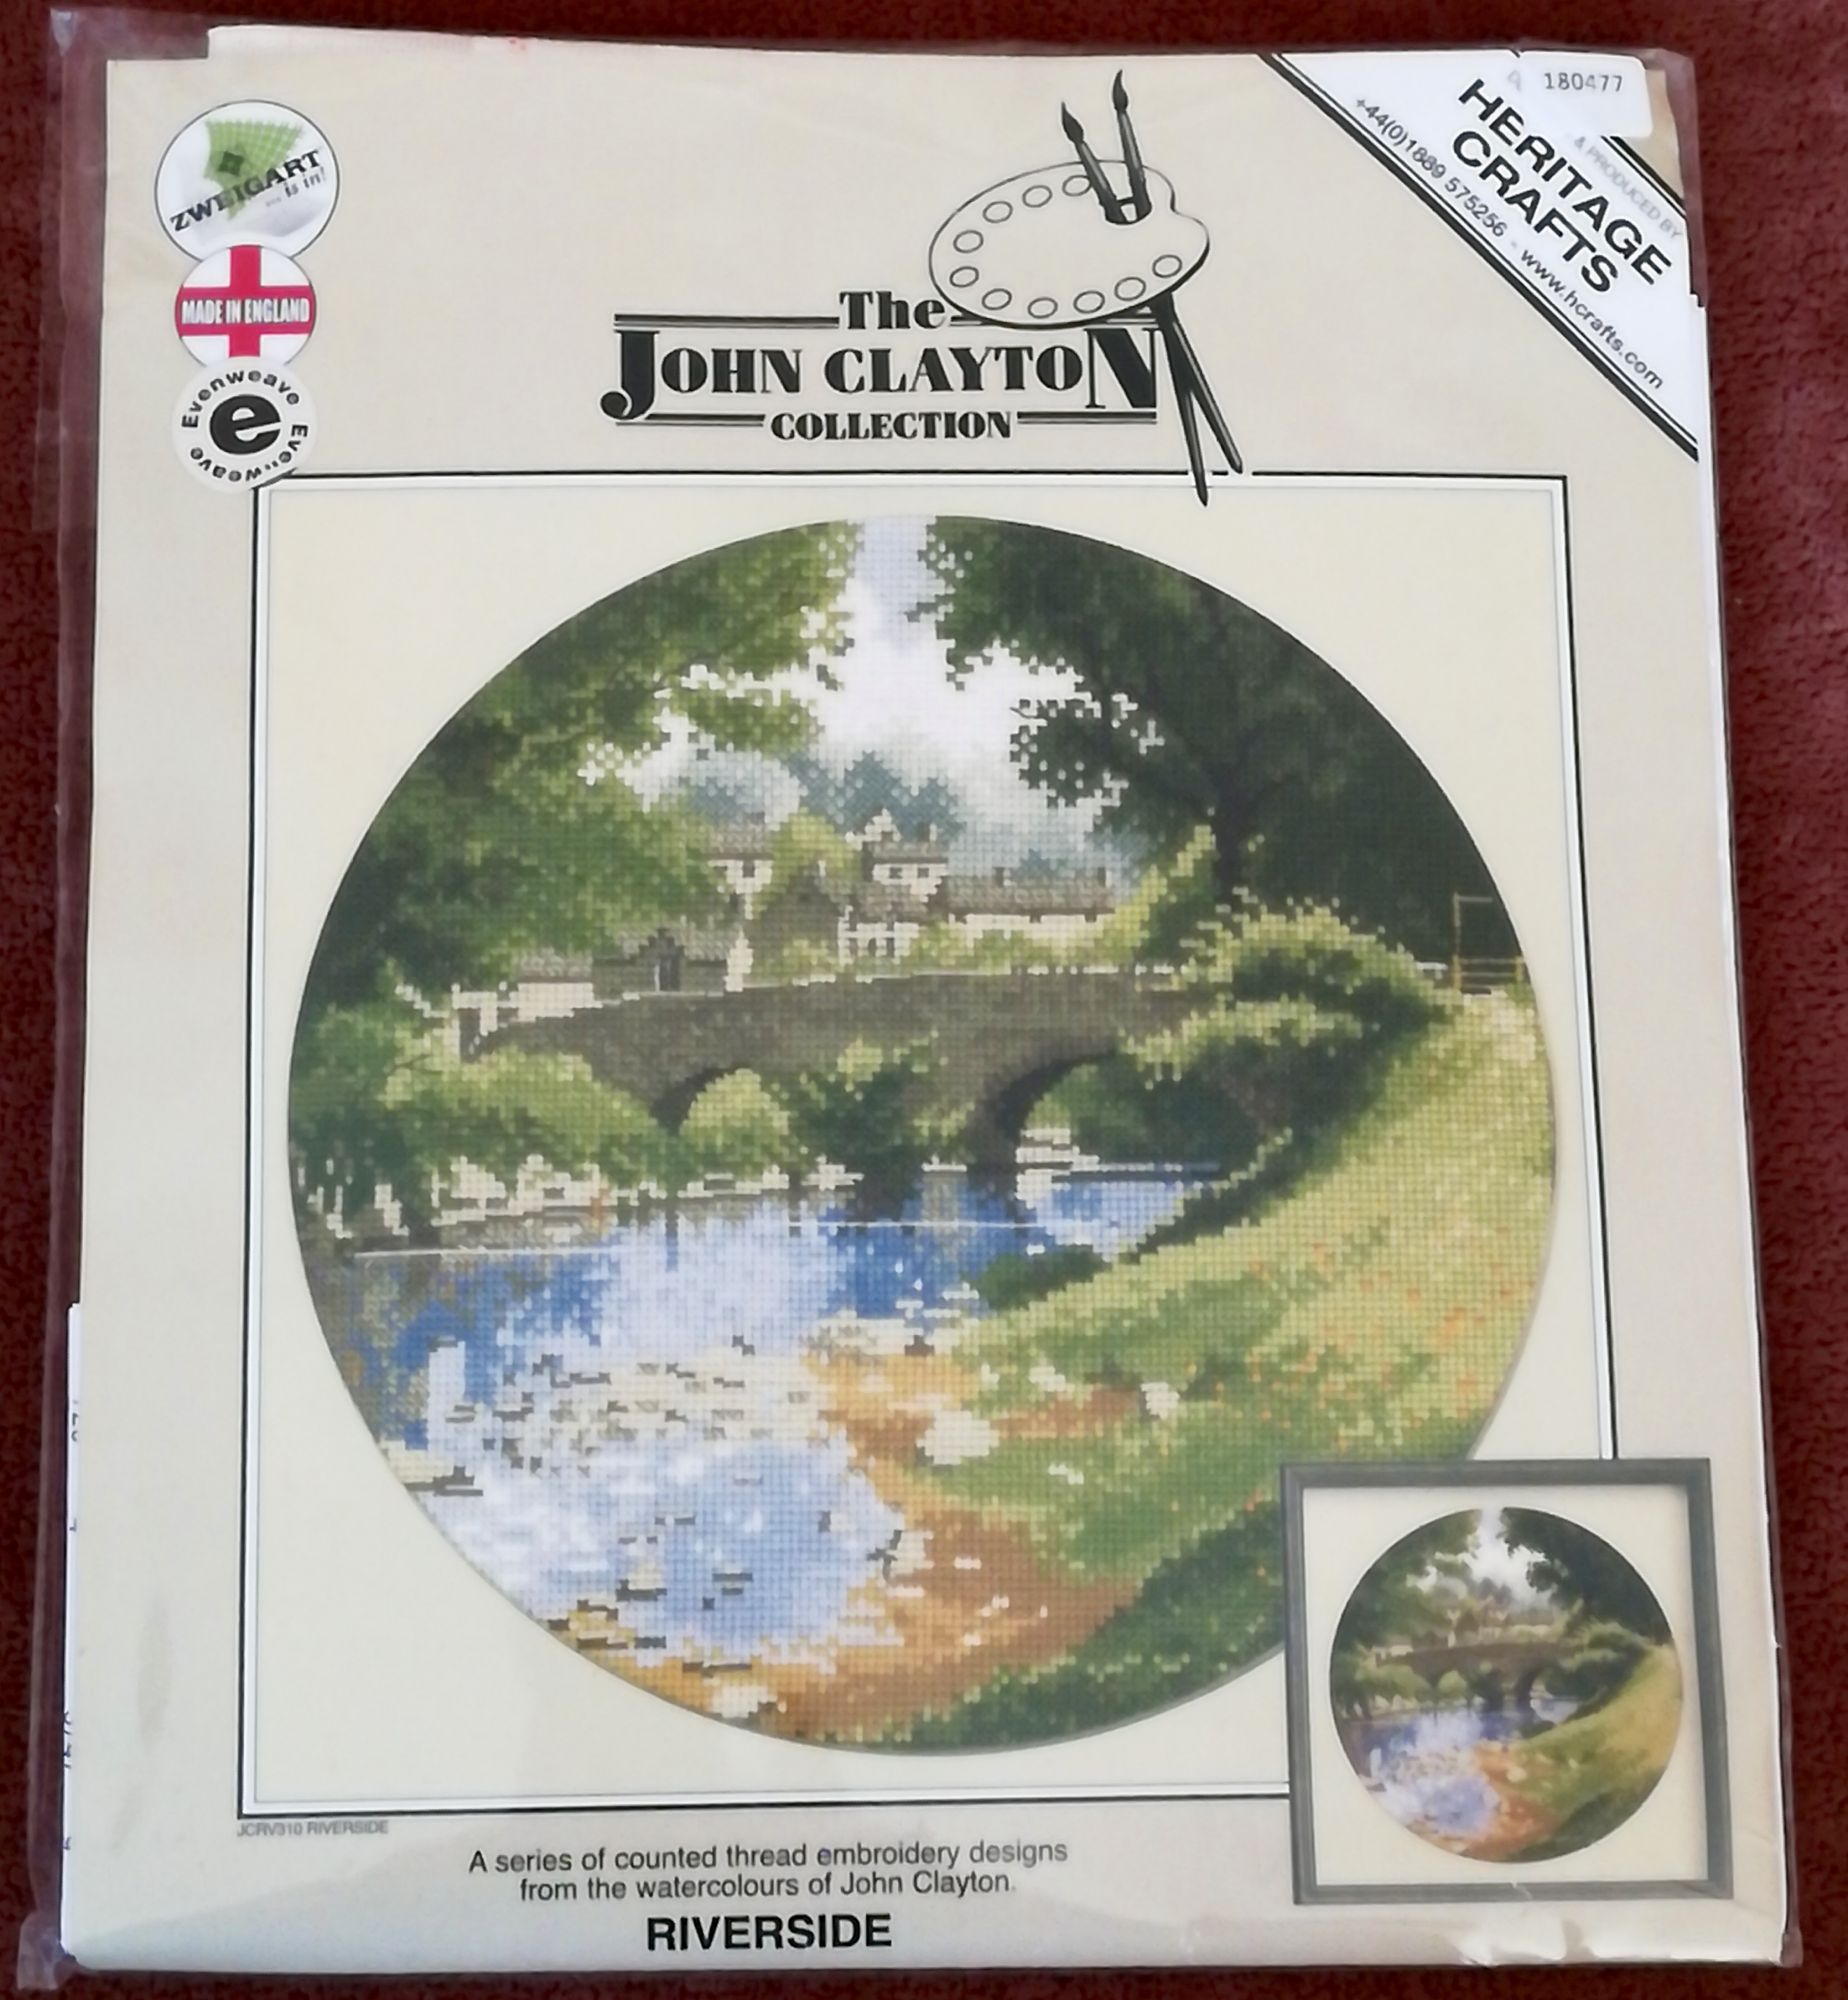 180477
& PRODUCED BY
HERITAGE
CRAFTS
+44(0)1889 575256 - www.hcrafts.com
ZWEIGART
is in!
MADE IN ENGLAND
Evenweave Evenweave
e
The
JOHN CLAYTON
COLLECTION
JCRV310 RIVERSIDE
A series of counted thread embroidery designs
from the watercolours of John Clayton.
RIVERSIDE